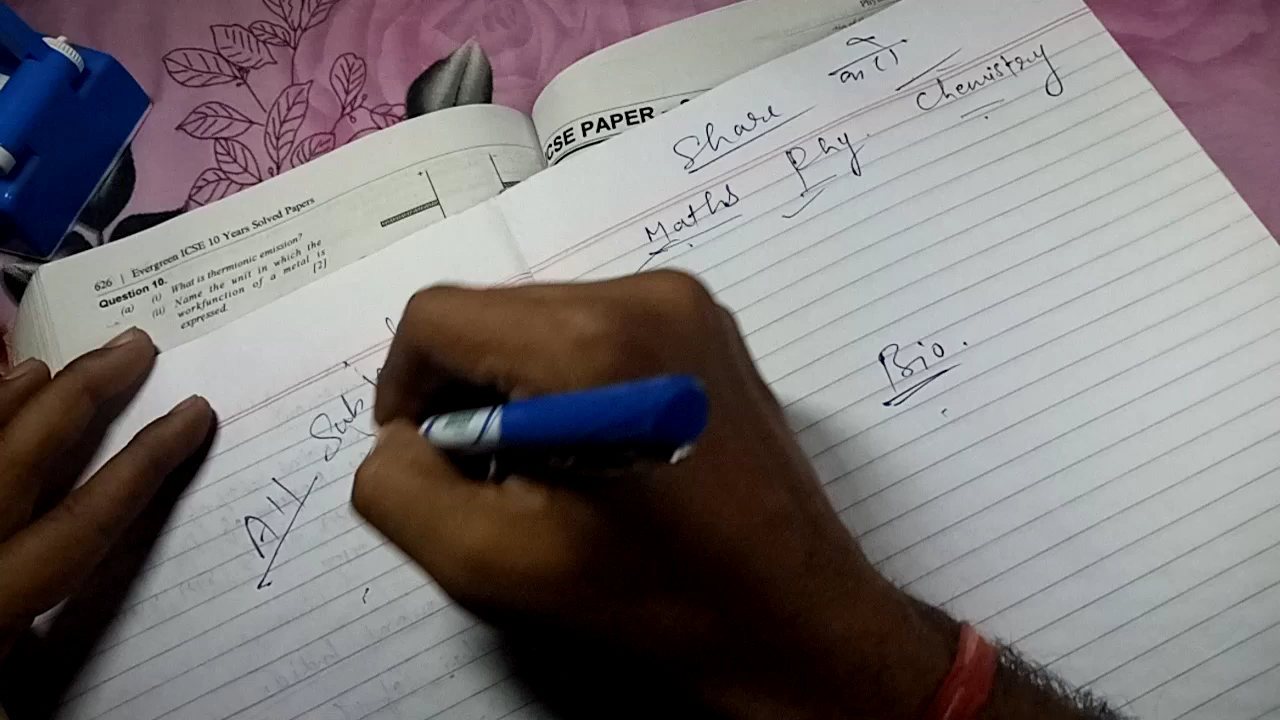 626 | Evergreen ICSE 10 Years Solved Papers
Question 10.
(a) (i) What is thermionic emission?
(ii) Name the unit in which the
workfunction of a metal is
expressed. [2]
CSE PAPER -
Share
Maths Phy. Chemistry
Bio.
All Sub